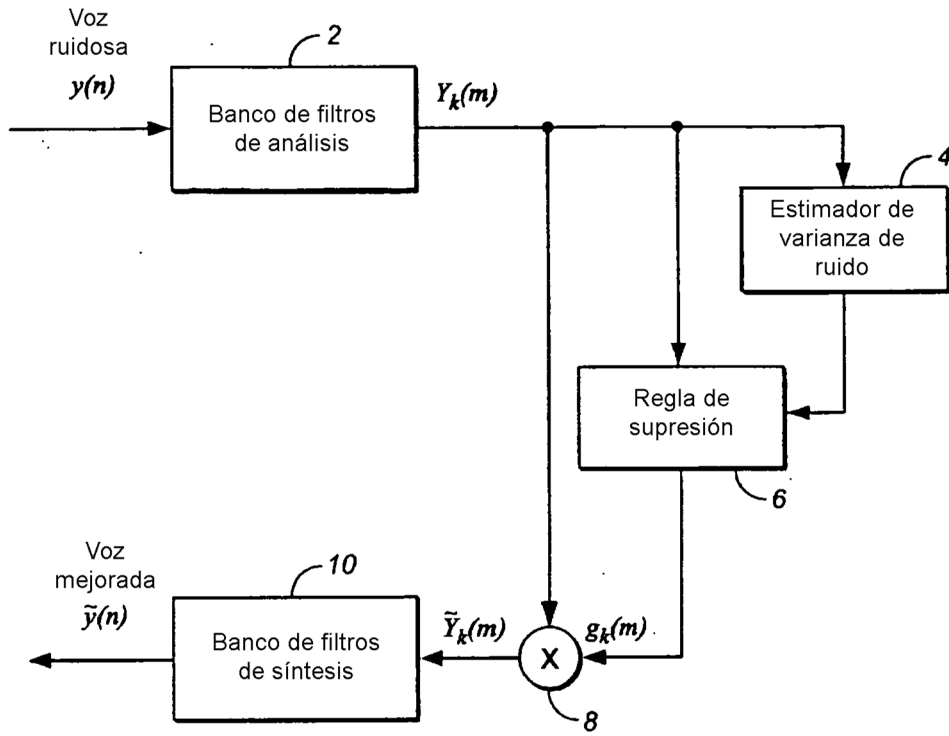 Voz
ruidosa
y(n)
2
Banco de filtros
de análisis
Y_k(m)
4
Estimador de
varianza de
ruido
Regla de
supresión
6
Voz
mejorada
ỹ(n)
10
Banco de filtros
de síntesis
Ỹ_k(m)
X
8
g_k(m)